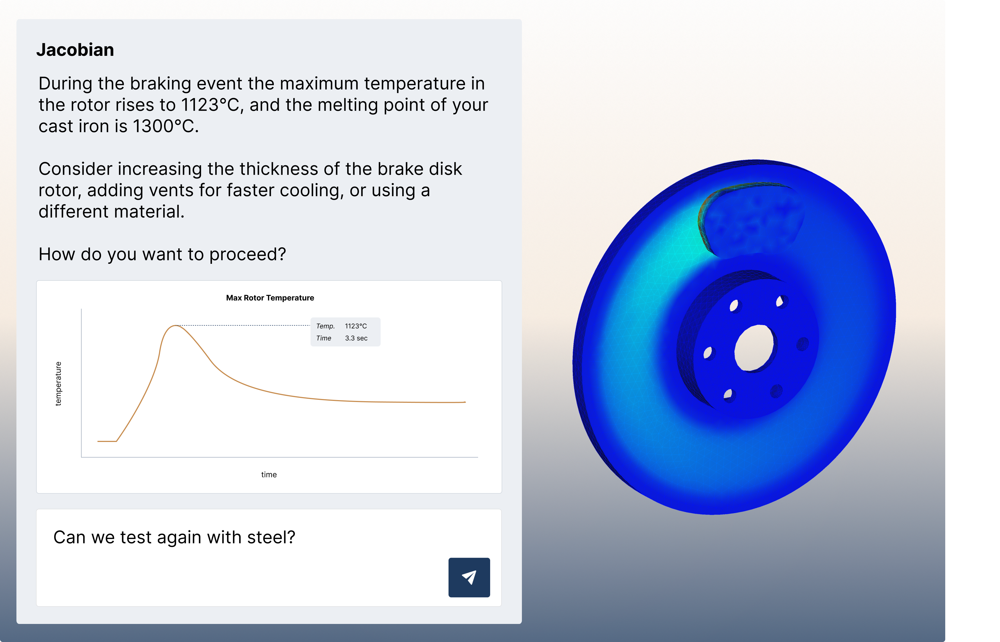 Jacobian
During the braking event the maximum temperature in
the rotor rises to 1123°C, and the melting point of your
cast iron is 1300°C.
Consider increasing the thickness of the brake disk
rotor, adding vents for faster cooling, or using a
different material.
How do you want to proceed?
Max Rotor Temperature
Temp. 1123°C
Time 3.3 sec
temperature
time
Can we test again with steel?